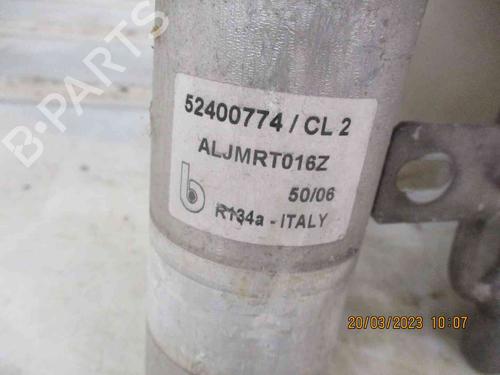 B-PARTS
52400774 / CL 2
ALJMRT016Z
b
50/06
R134a - ITALY
20/03/2023 10:07